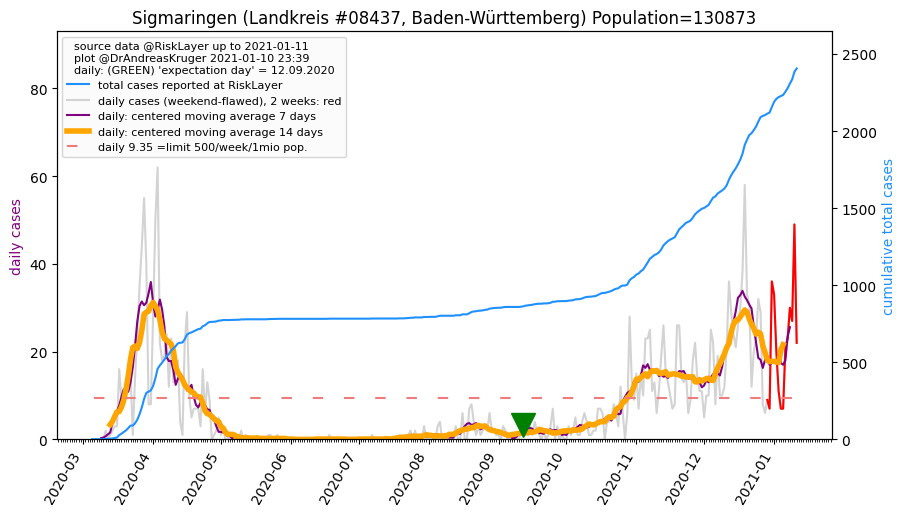 Sigmaringen (Landkreis #08437, Baden-Württemberg) Population=130873
source data @RiskLayer up to 2021-01-11
plot @DrAndreasKruger 2021-01-10 23:39
daily: (GREEN) 'expectation day' = 12.09.2020
total cases reported at RiskLayer
daily cases (weekend-flawed), 2 weeks: red
daily: centered moving average 7 days
daily: centered moving average 14 days
daily 9.35 =limit 500/week/1mio pop.
daily cases
80
60
40
20
0
cumulative total cases
2500
2000
1500
1000
500
0
2020-03
2020-04
2020-05
2020-06
2020-07
2020-08
2020-09
2020-10
2020-11
2020-12
2021-01